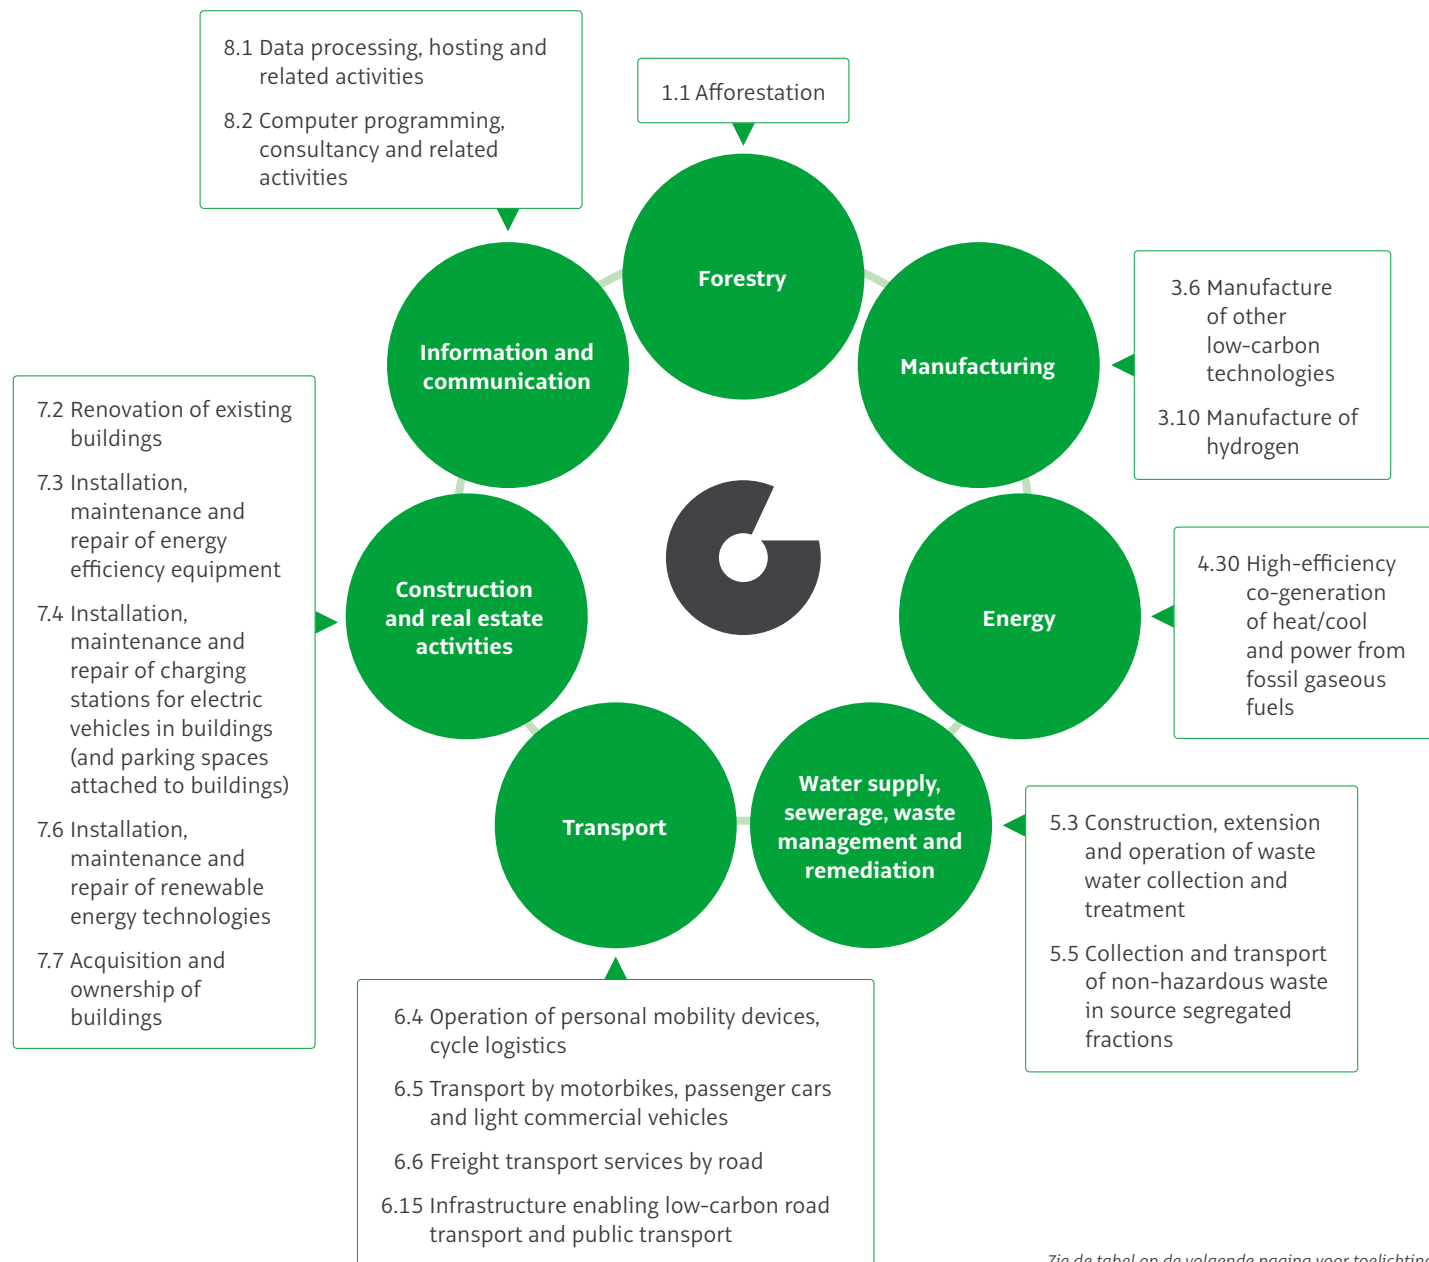 8.1 Data processing, hosting and
related activities
8.2 Computer programming,
consultancy and related
activities
1.1 Afforestation
Forestry
Information and
communication
Manufacturing
3.6 Manufacture
of other
low-carbon
technologies
3.10 Manufacture of
hydrogen
7.2 Renovation of existing
buildings
7.3 Installation,
maintenance and
repair of energy
efficiency equipment
7.4 Installation,
maintenance and
repair of charging
stations for electric
vehicles in buildings
(and parking spaces
attached to buildings)
7.6 Installation,
maintenance and
repair of renewable
energy technologies
7.7 Acquisition and
ownership of
buildings
Construction
and real estate
activities
Energy
4.30 High-efficiency
co-generation
of heat/cool
and power from
fossil gaseous
fuels
Transport
Water supply,
sewerage, waste
management and
remediation
5.3 Construction, extension
and operation of waste
water collection and
treatment
5.5 Collection and transport
of non-hazardous waste
in source segregated
fractions
6.4 Operation of personal mobility devices,
cycle logistics
6.5 Transport by motorbikes, passenger cars
and light commercial vehicles
6.6 Freight transport services by road
6.15 Infrastructure enabling low-carbon road
transport and public transport
Zie de tabel op de volgende pagina voor toelichting